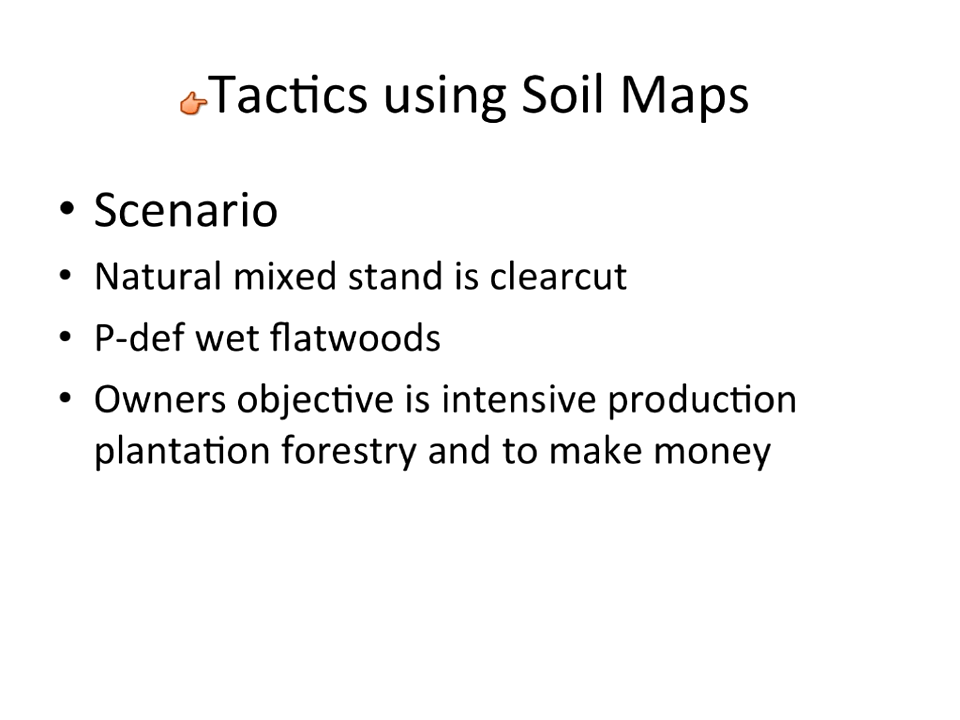 Tactics using Soil Maps
• Scenario
• Natural mixed stand is clearcut
• P-def wet flatwoods
• Owners objective is intensive production
plantation forestry and to make money